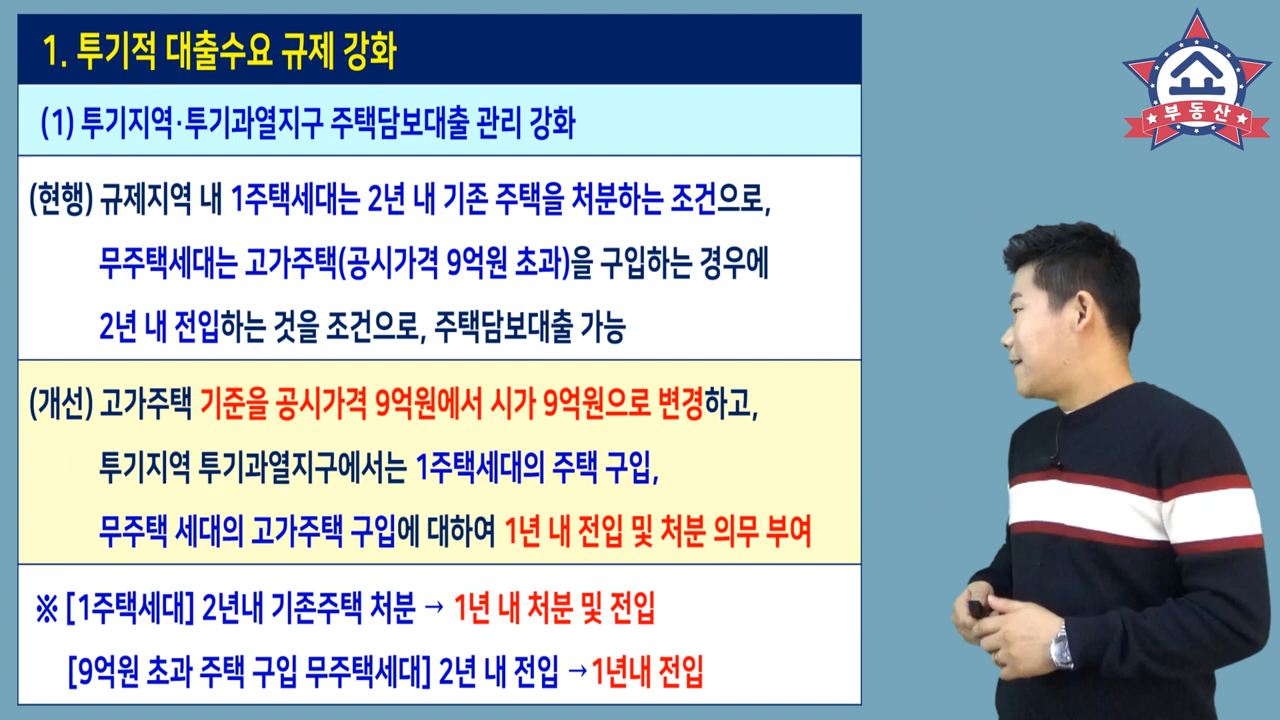 1. 투기적 대출수요 규제 강화
(1) 투기지역·투기과열지구 주택담보대출 관리 강화
(현행) 규제지역 내 1주택세대는 2년 내 기존 주택을 처분하는 조건으로,
무주택세대는 고가주택(공시가격 9억원 초과)을 구입하는 경우에
2년 내 전입하는 것을 조건으로, 주택담보대출 가능
(개선) 고가주택 기준을 공시가격 9억원에서 시가 9억원으로 변경하고,
투기지역 투기과열지구에서는 1주택세대의 주택 구입,
무주택 세대의 고가주택 구입에 대하여 1년 내 전입 및 처분 의무 부여
※ [1주택세대] 2년내 기존주택 처분 → 1년 내 처분 및 전입
[9억원 초과 주택 구입 무주택세대] 2년 내 전입 →1년내 전입
쇼
부동산